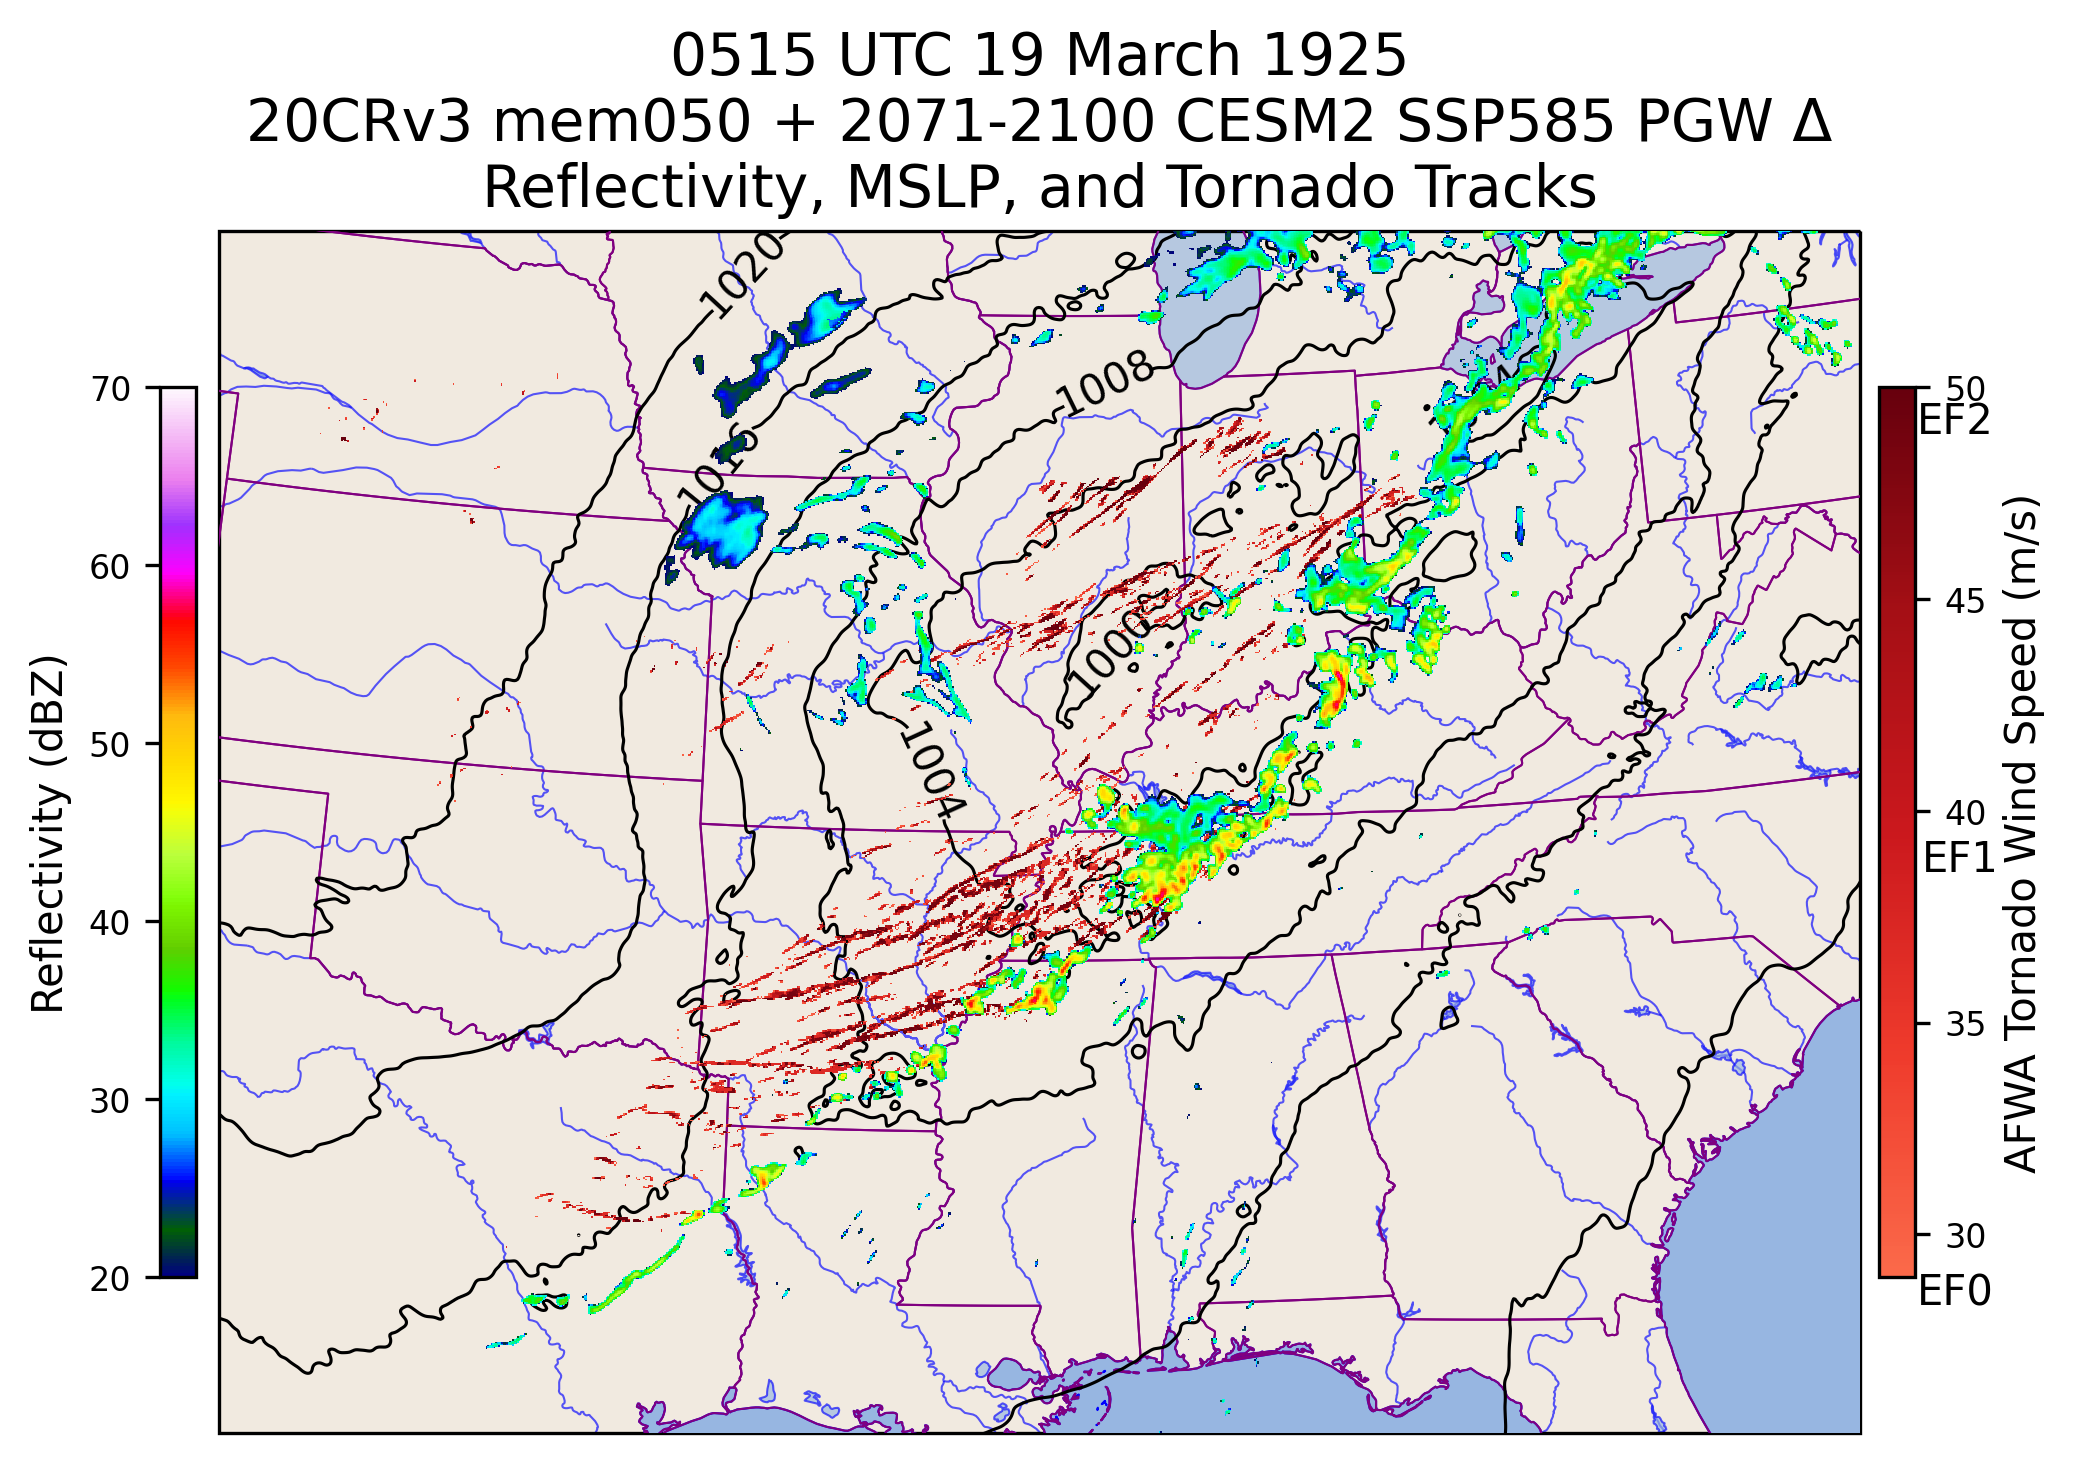 0515 UTC 19 March 1925
20CRv3 mem050 + 2071-2100 CESM2 SSP585 PGW Δ
Reflectivity, MSLP, and Tornado Tracks
1020
0
1008
4
1016
1000
1004
70
60
50
40
30
20
Reflectivity (dBZ)
50
EF2
45
40
EF1
35
30
EF0
AFWA Tornado Wind Speed (m/s)